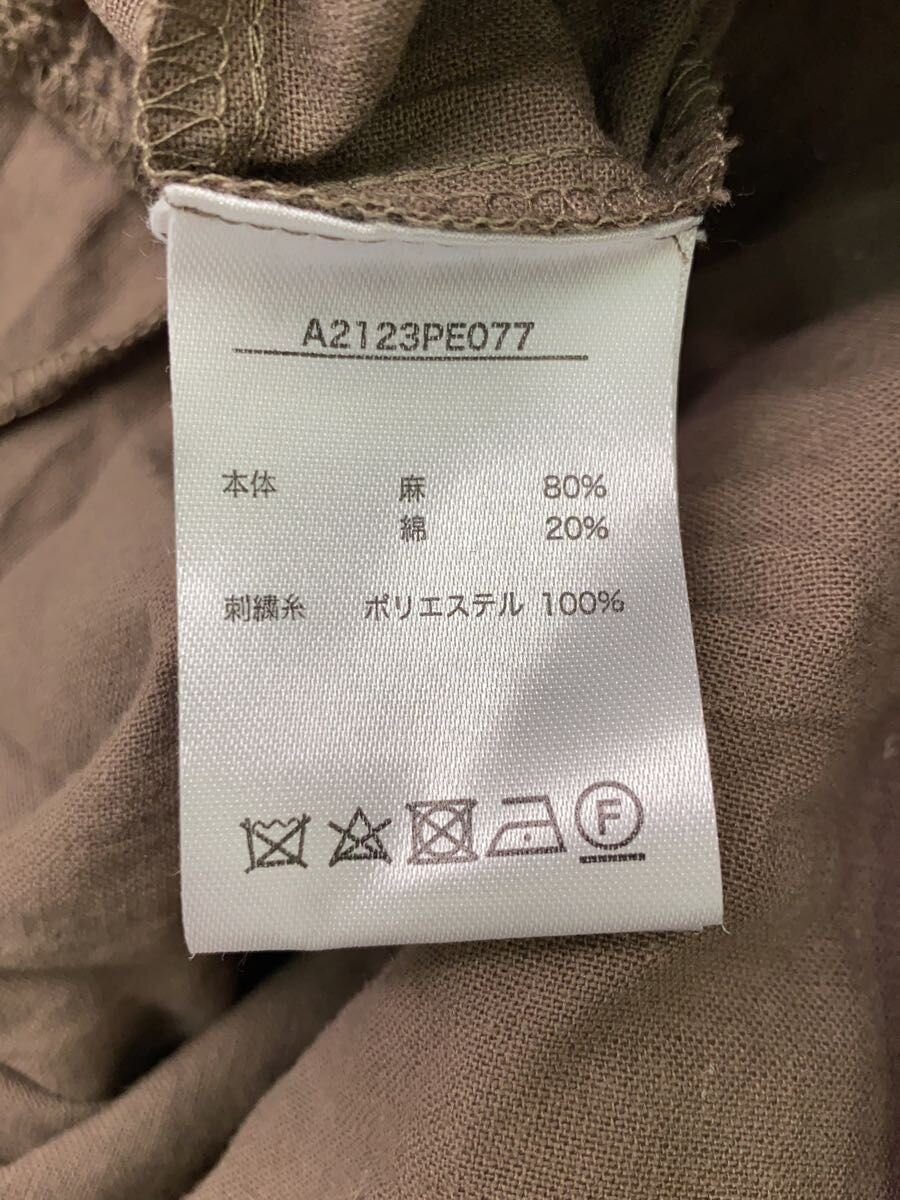 A2123PE077
本体 麻 80%
綿 20%
刺繍糸 ポリエステル 100%
F